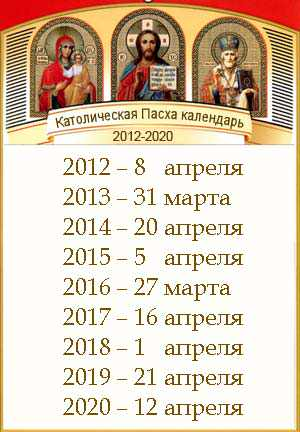 Католическая Пасха календарь
2012-2020
2012 – 8 апреля
2013 – 31 марта
2014 – 20 апреля
2015 – 5 апреля
2016 – 27 марта
2017 – 16 апреля
2018 – 1 апреля
2019 – 21 апреля
2020 – 12 апреля